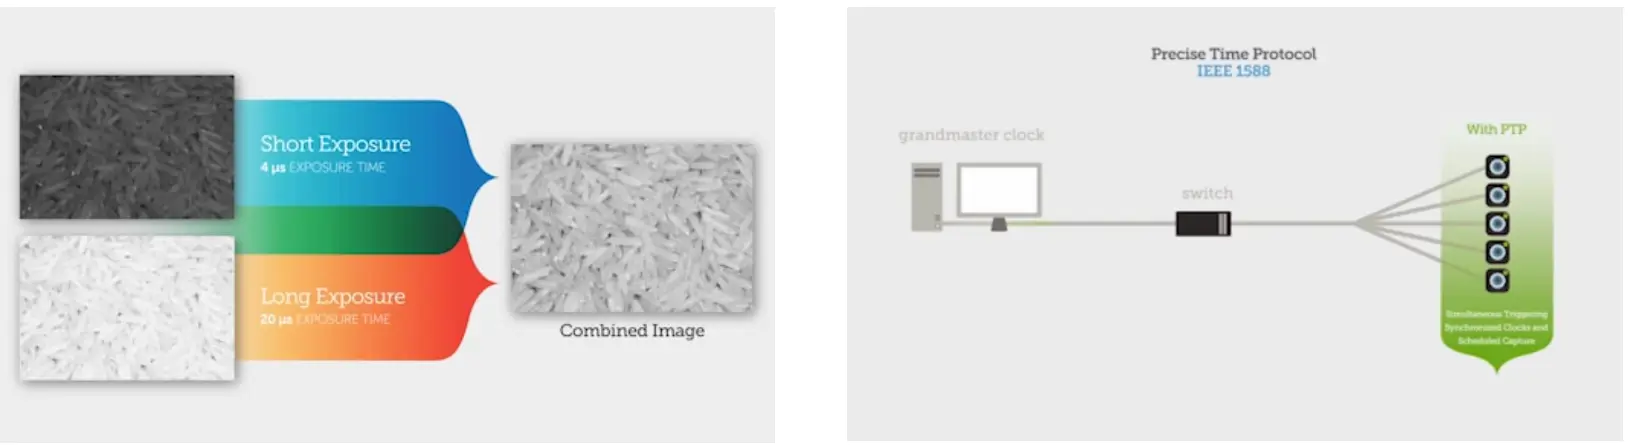 Short Exposure
4 µs EXPOSURE TIME
Long Exposure
20 µs EXPOSURE TIME
Combined Image
Precise Time Protocol
IEEE 1588
grandmaster clock
switch
With PTP
Simultaneous Triggering
Synchronized Clocks and
Scheduled Capture